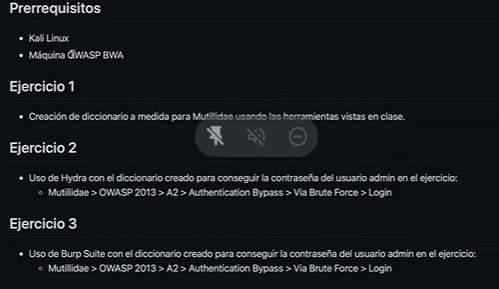 Prerrequisitos
Kali Linux
Máquina OWASP BWA
Ejercicio 1
Creación de diccionario a medida para Mutillidae usando las herramientas vistas en clase.
Ejercicio 2
Uso de Hydra con el diccionario creado para conseguir la contraseña del usuario admin en el ejercicio:
Mutillidae > OWASP 2013 > A2 > Authentication Bypass > Via Brute Force > Login
Ejercicio 3
Uso de Burp Suite con el diccionario creado para conseguir la contraseña del usuario admin en el ejercicio:
Mutillidae > OWASP 2013 > A2 > Authentication Bypass > Via Brute Force > Login